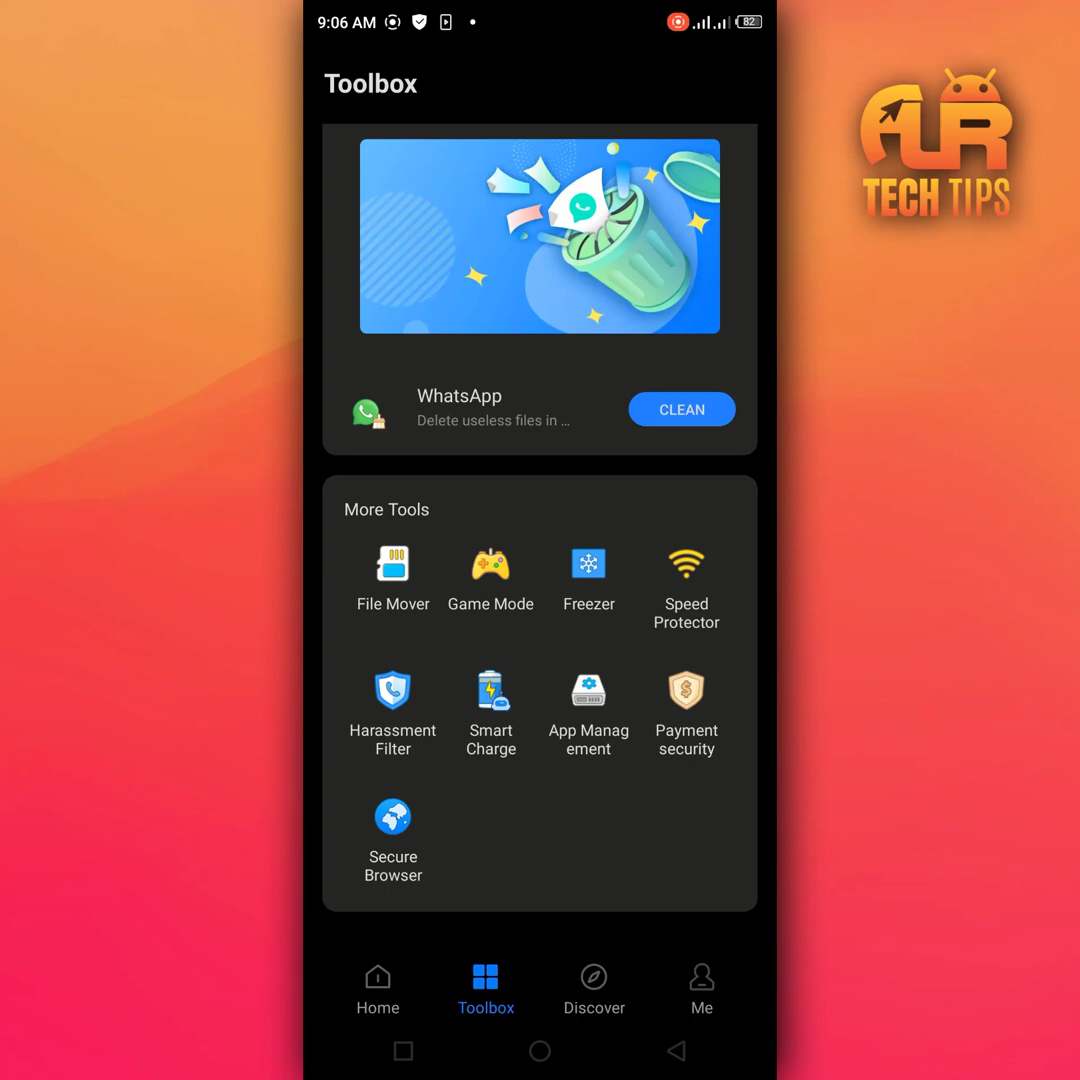 9:06 AM
82
Toolbox
AUR
TECH TIPS
WhatsApp
Delete useless files in ...
CLEAN
More Tools
File Mover
Game Mode
Freezer
Speed
Protector
Harassment
Filter
Smart
Charge
App Manag
ement
Payment
security
Secure
Browser
Home
Toolbox
Discover
Me